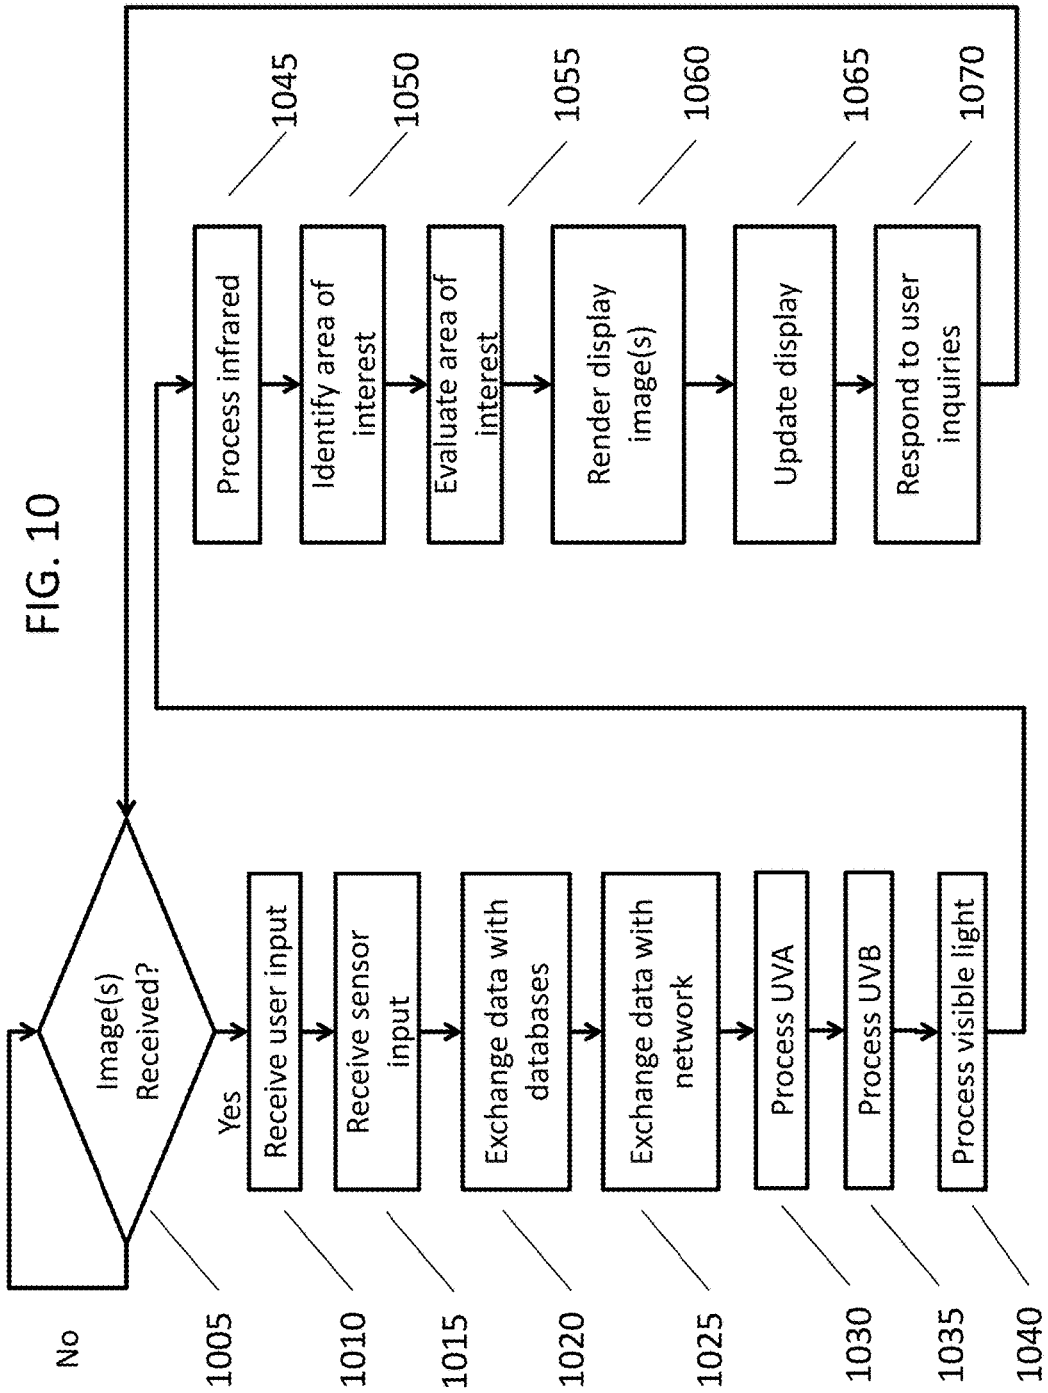 FIG. 10
Image(s)
Received?
No
Yes
1005
Receive user input
1010
Receive sensor
input
1015
Exchange data with
databases
1020
Exchange data with
network
1025
Process UVA
1030
Process UVB
1035
Process visible light
1040
Process infrared
1045
Identify area of
interest
1050
Evaluate area of
interest
1055
Render display
image(s)
1060
Update display
1065
Respond to user
inquiries
1070